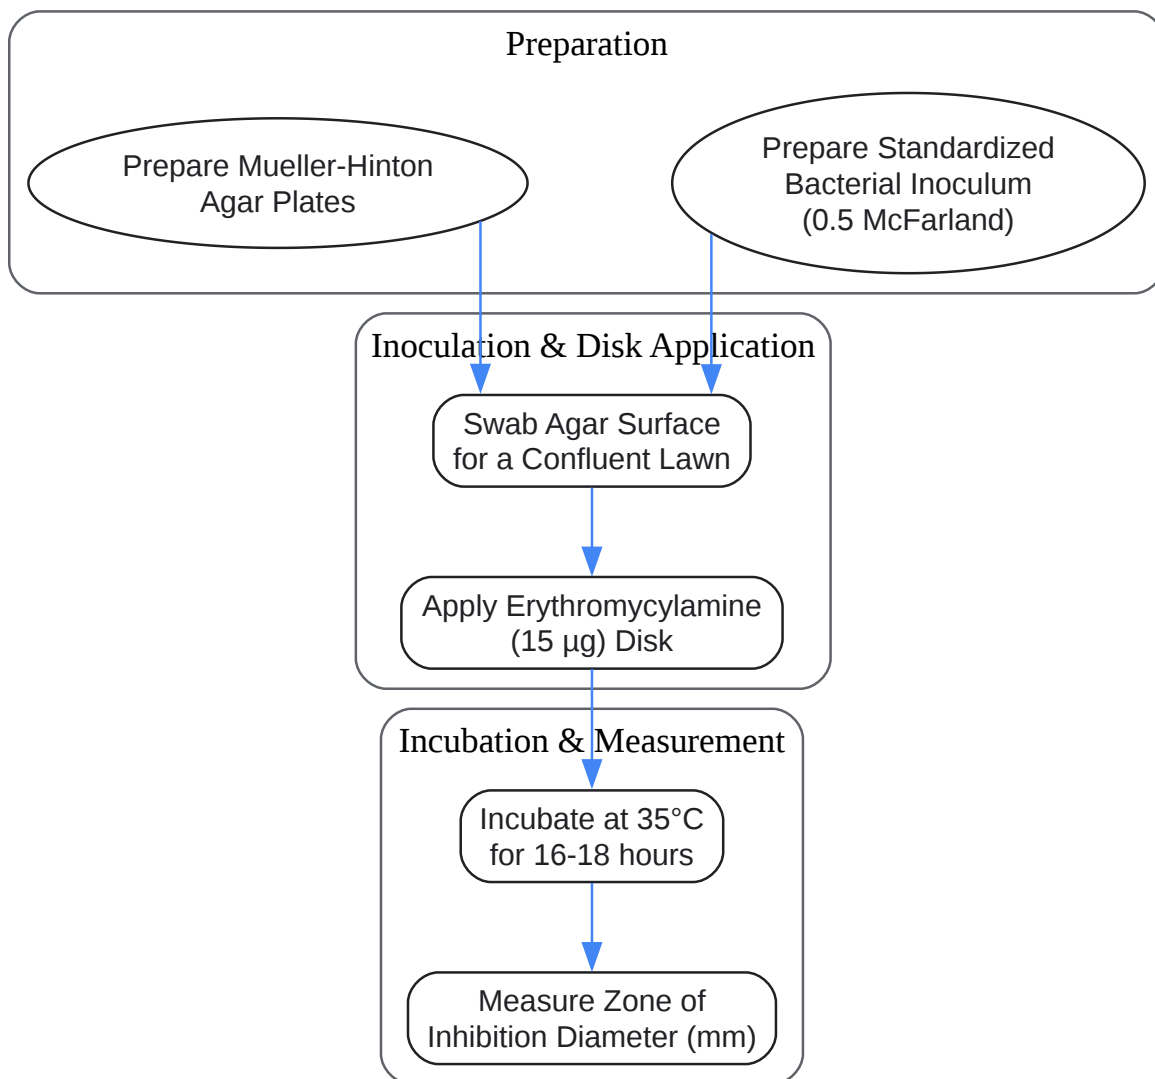 Preparation
Prepare Mueller-Hinton
Agar Plates
Prepare Standardized
Bacterial Inoculum
(0.5 McFarland)
Inoculation & Disk Application
Swab Agar Surface
for a Confluent Lawn
Apply Erythromycylamine
(15 µg) Disk
Incubation & Measurement
Incubate at 35°C
for 16-18 hours
Measure Zone of
Inhibition Diameter (mm)